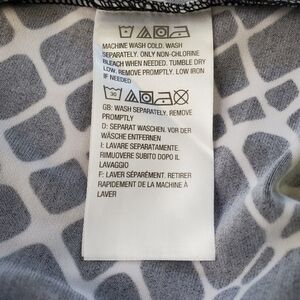 MACHINE WASH COLD. WASH
SEPARATELY. ONLY NON-CHLORINE
BLEACH WHEN NEEDED. TUMBLE DRY
LOW. REMOVE PROMPTLY. LOW IRON
IF NEEDED
30
GB: WASH SEPARATELY. REMOVE
PROMPTLY
D: SEPARAT WASCHEN. VOR DER
WÄSCHE ENTFERNEN
I: LAVARE SEPARATAMENTE.
RIMUOVERE SUBITO DOPO IL
LAVAGGIO
F: LAVER SÉPARÉMENT. RETIRER
RAPIDEMENT DE LA MACHINE À
LAVER